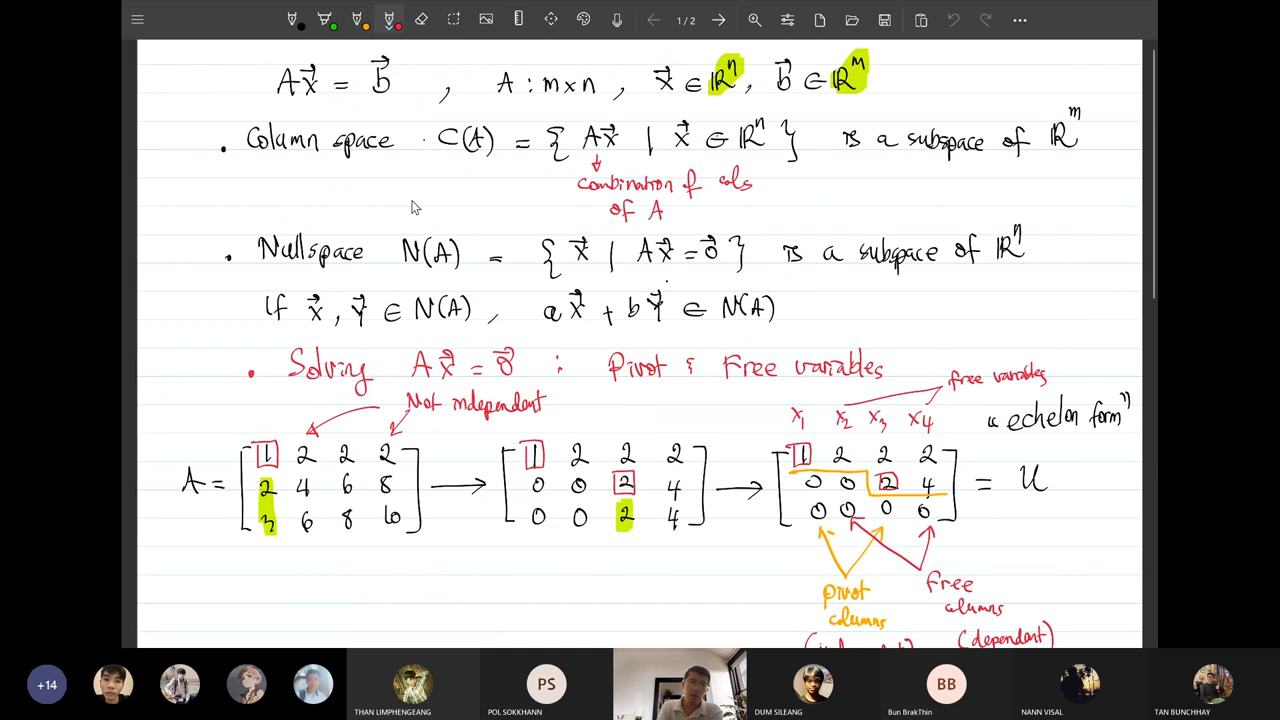 1 / 2
Ax⃗ = b⃗ , A : m×n , x⃗ ∈ ℝⁿ, b⃗ ∈ ℝᵐ
. Column space · C(A) = { Ax⃗ | x⃗ ∈ ℝⁿ } is a subspace of ℝᵐ
combination of cols
of A
. Nullspace N(A) = { x⃗ | Ax⃗ = 0⃗ } is a subspace of ℝⁿ
If x⃗, y⃗ ∈ N(A), ax⃗ + by⃗ ∈ N(A)
. Solving Ax⃗ = 0⃗ : Pivot & Free variables
free variables
Not independent
x₁ x₂ x₃ x₄ "echelon form"
A = [ 1 2 2 2 → [ 1 2 2 2 → [ 1 2 2 2
2 4 6 8 0 0 2 4 0 0 2 4
3 6 8 10 ] 0 0 2 4 ] 0 0 0 0 ] = U
pivot columns
Free columns
(dependent)
+14
PS
BB
THAN LIMPHENGEANG
POL SOKKHANN
DUM SILEANG
Bun BrakThin
NANN VISAL
TAN BUNCHHAY